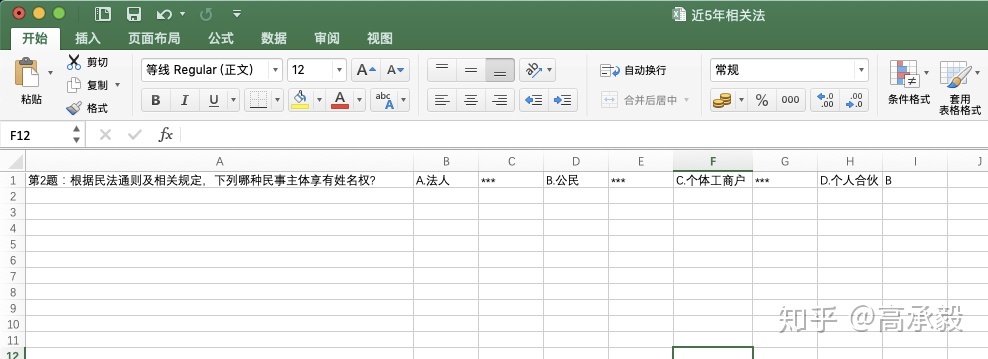 近5年相关法
开始 插入 页面布局 公式 数据 审阅 视图
粘贴 剪切 复制 格式
等线 Regular (正文) 12 A A
B I U A abc
自动换行
合并后居中
常规
% 000 .0 .00 .00 .0
条件格式 套用表格格式
F12 fx
A B C D E F G H I J
1 第2题：根据民法通则及相关规定，下列哪种民事主体享有姓名权? A.法人 *** B.公民 *** C.个体工商户 *** D.个人合伙 B
2
3
4
5
6
7
8
9
10
11
12
知乎 @高承毅